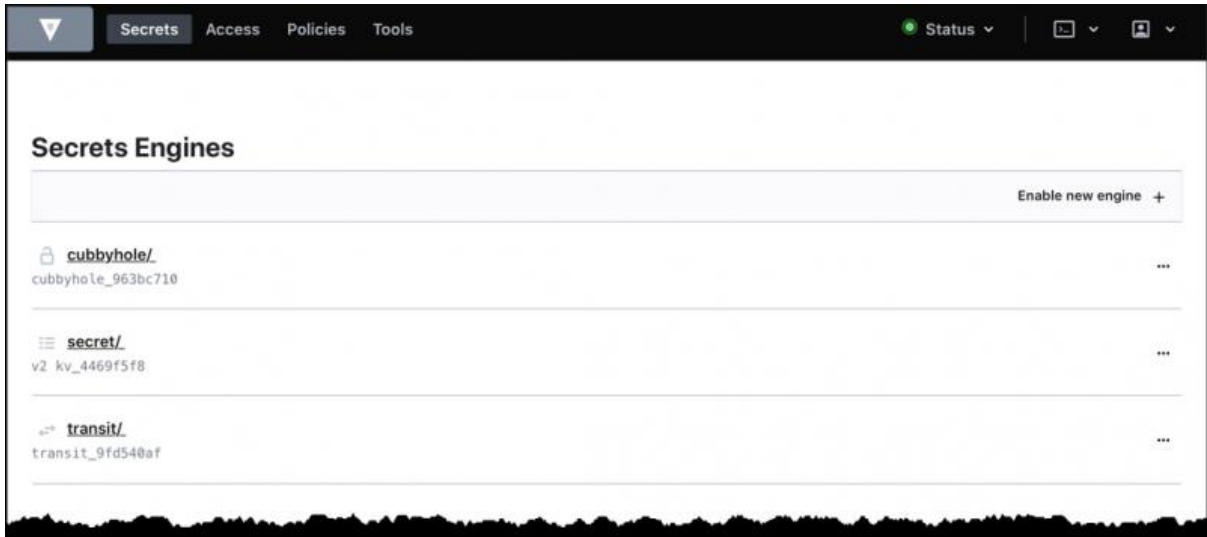 Secrets Access Policies Tools Status
Secrets Engines
Enable new engine +
cubbyhole/
cubbyhole_963bc710
secret/
v2 kv_4469f5f8
transit/
transit_9fd540af